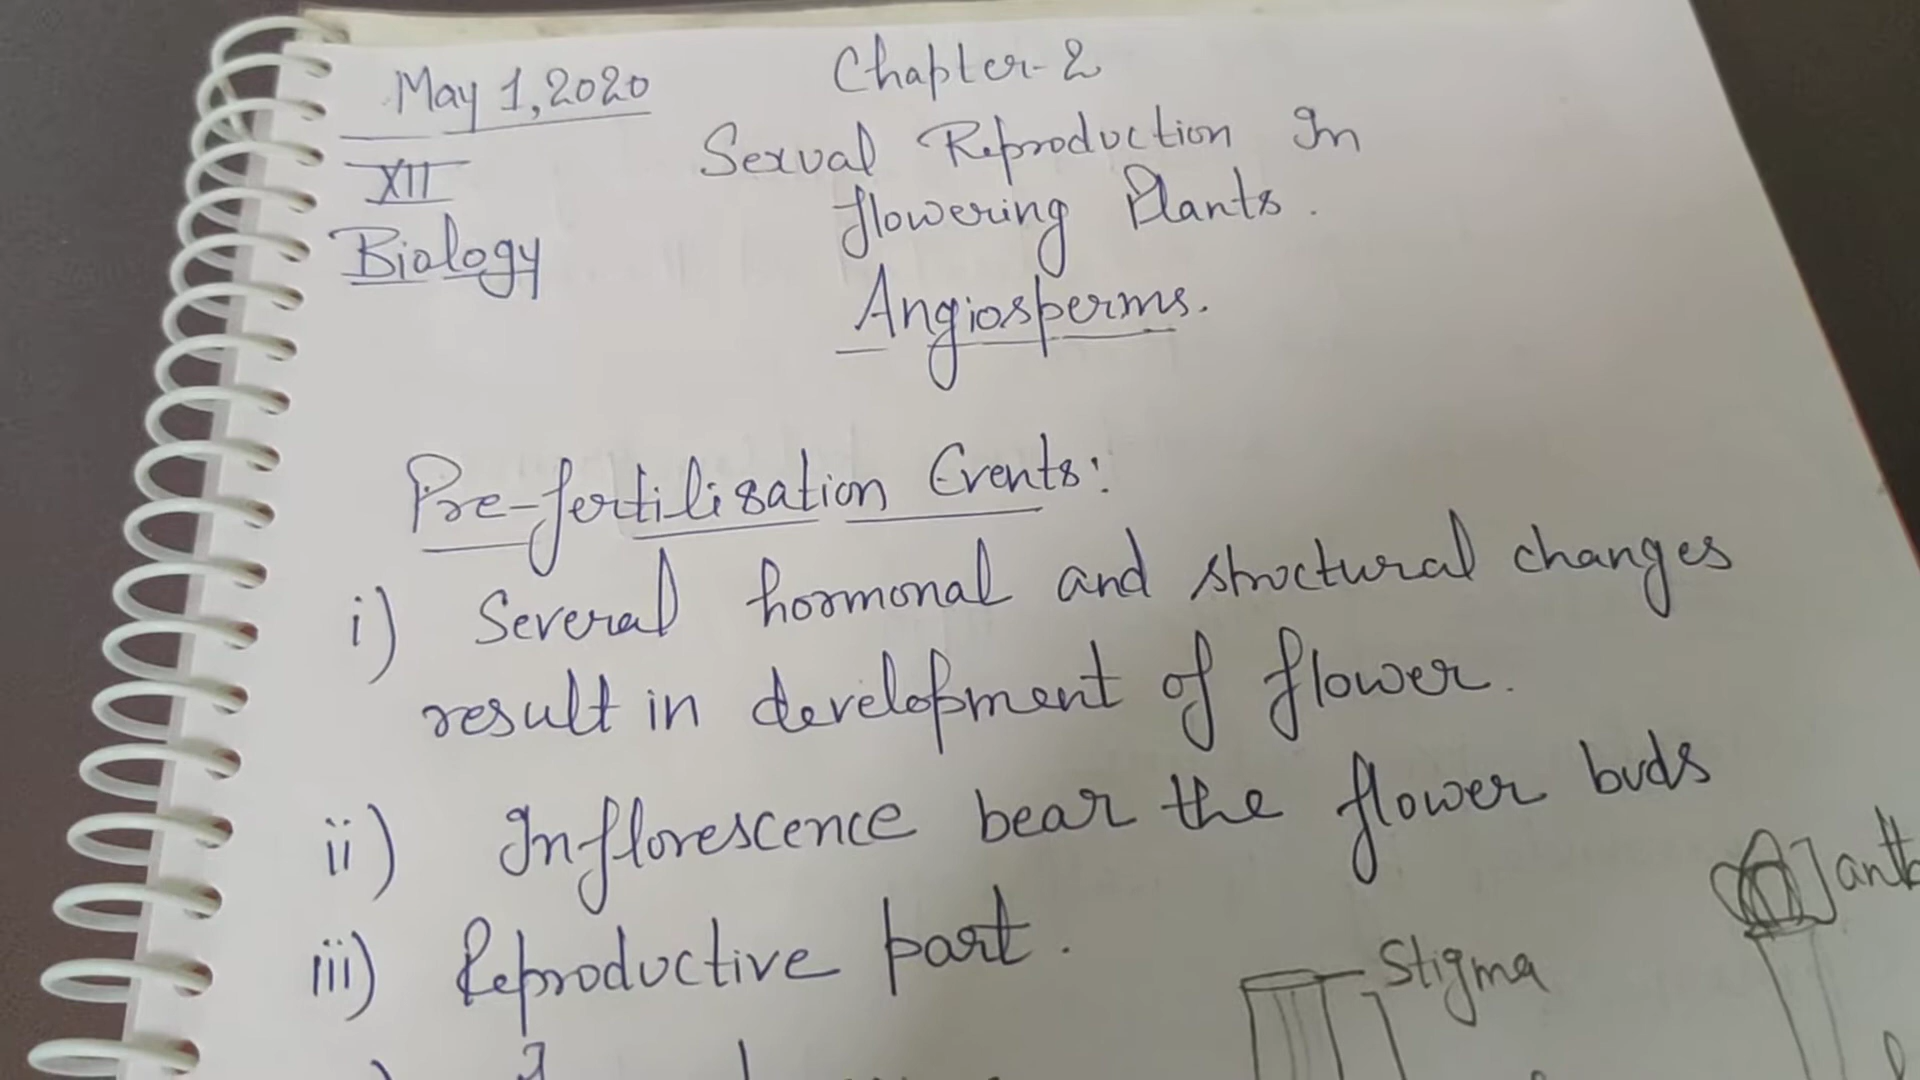 May 1, 2020
XII
Biology
Chapter-2
Sexual Reproduction In
flowering Plants.
Angiosperms.
Pre-fertilisation Events:
i) Several hormonal and structural changes
result in development of flower.
ii) Inflorescence bear the flower buds
iii) Reproductive part.
Stigma